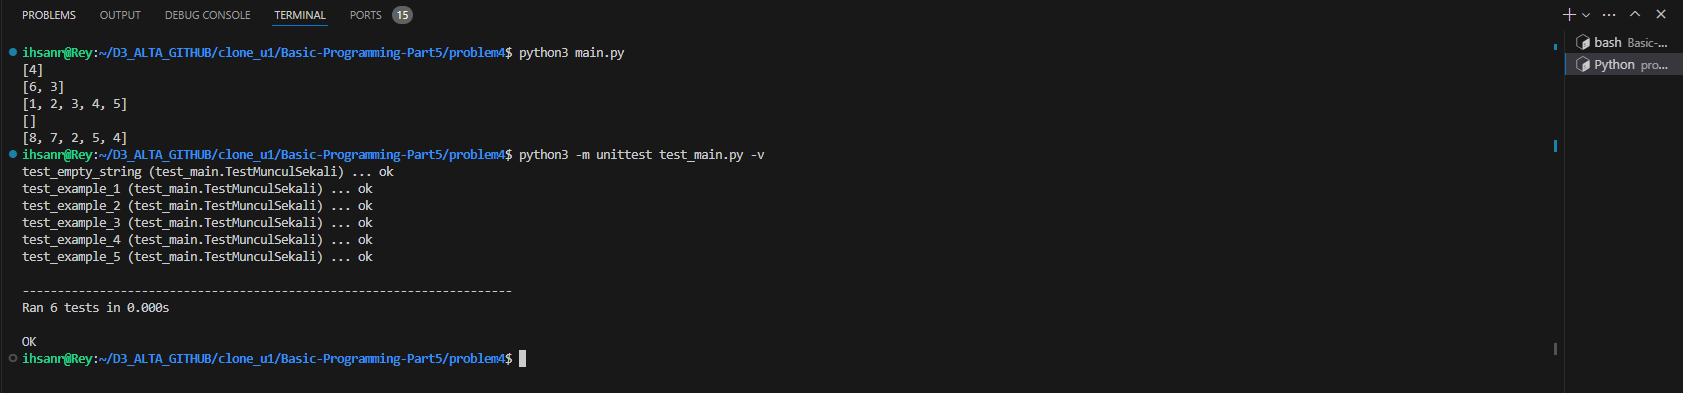 PROBLEMS OUTPUT DEBUG CONSOLE TERMINAL PORTS 15
ihsanr@Rey:~/D3_ALTA_GITHUB/clone_u1/Basic-Programming-Part5/problem4$ python3 main.py
[4]
[6, 3]
[1, 2, 3, 4, 5]
[]
[8, 7, 2, 5, 4]
ihsanr@Rey:~/D3_ALTA_GITHUB/clone_u1/Basic-Programming-Part5/problem4$ python3 -m unittest test_main.py -v
test_empty_string (test_main.TestMunculSekali) ... ok
test_example_1 (test_main.TestMunculSekali) ... ok
test_example_2 (test_main.TestMunculSekali) ... ok
test_example_3 (test_main.TestMunculSekali) ... ok
test_example_4 (test_main.TestMunculSekali) ... ok
test_example_5 (test_main.TestMunculSekali) ... ok
----------------------------------------------------------------------
Ran 6 tests in 0.000s
OK
ihsanr@Rey:~/D3_ALTA_GITHUB/clone_u1/Basic-Programming-Part5/problem4$
bash Basic-...
Python pro...